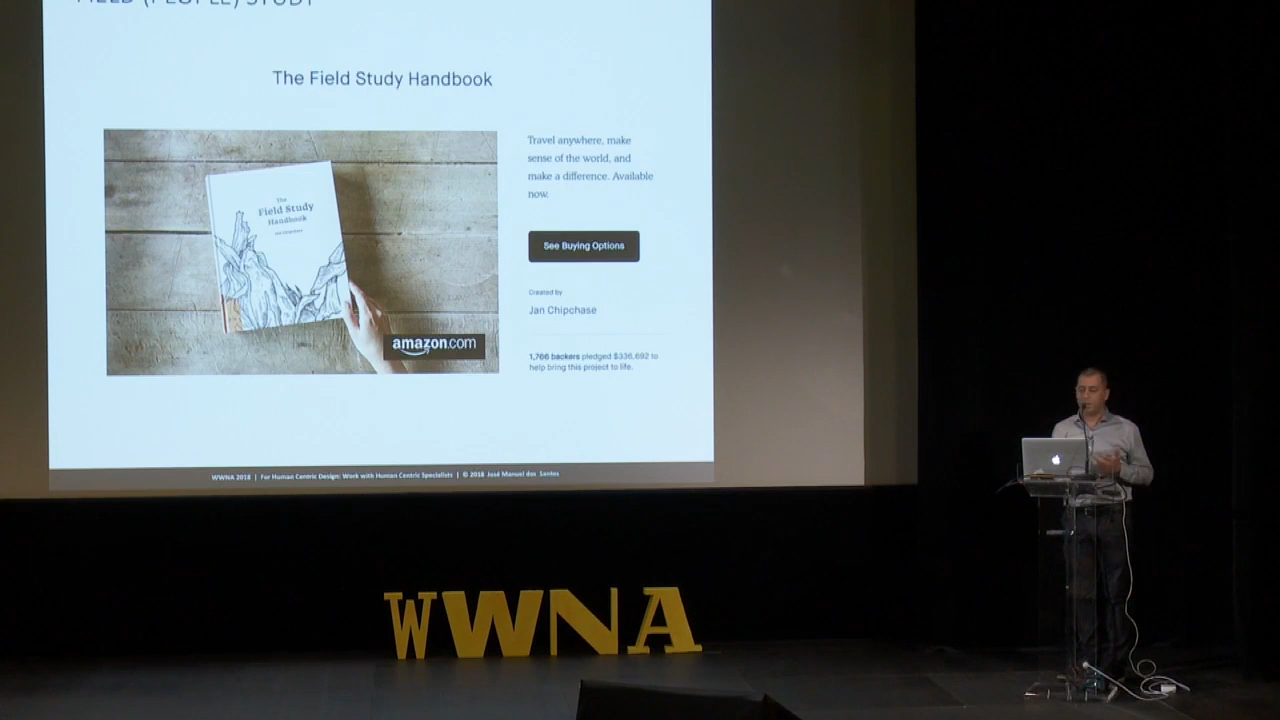 FIELD (PEOPLE) STUDY
The Field Study Handbook
The
Field Study
Handbook
Travel anywhere, make
sense of the world, and
make a difference. Available
now.
See Buying Options
Created by
Jan Chipchase
amazon.com
1,766 backers pledged $336,692 to
help bring this project to life.
WWNA 2018 | For Human Centric Design: Work with Human Centric Specialists | © 2018 José Manuel dos Santos
WWNA